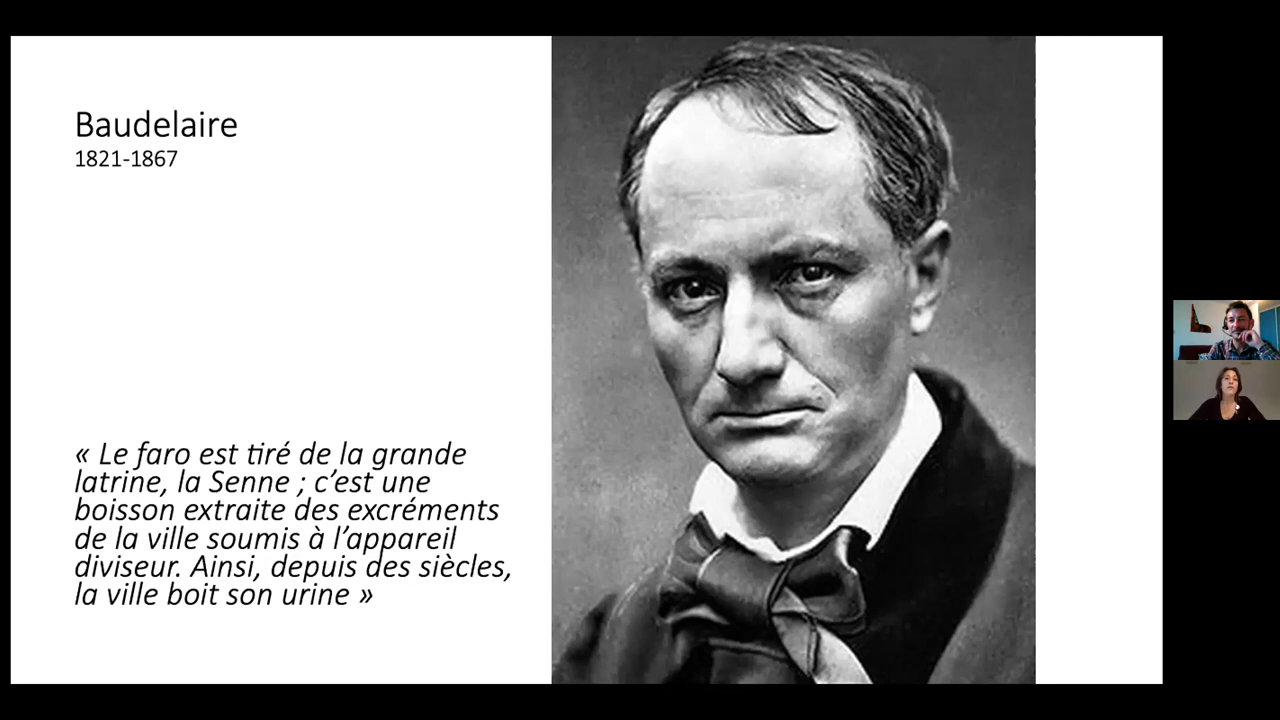 Baudelaire
1821-1867
« Le faro est tiré de la grande
latrine, la Senne ; c’est une
boisson extraite des excréments
de la ville soumis à l’appareil
diviseur. Ainsi, depuis des siècles,
la ville boit son urine »